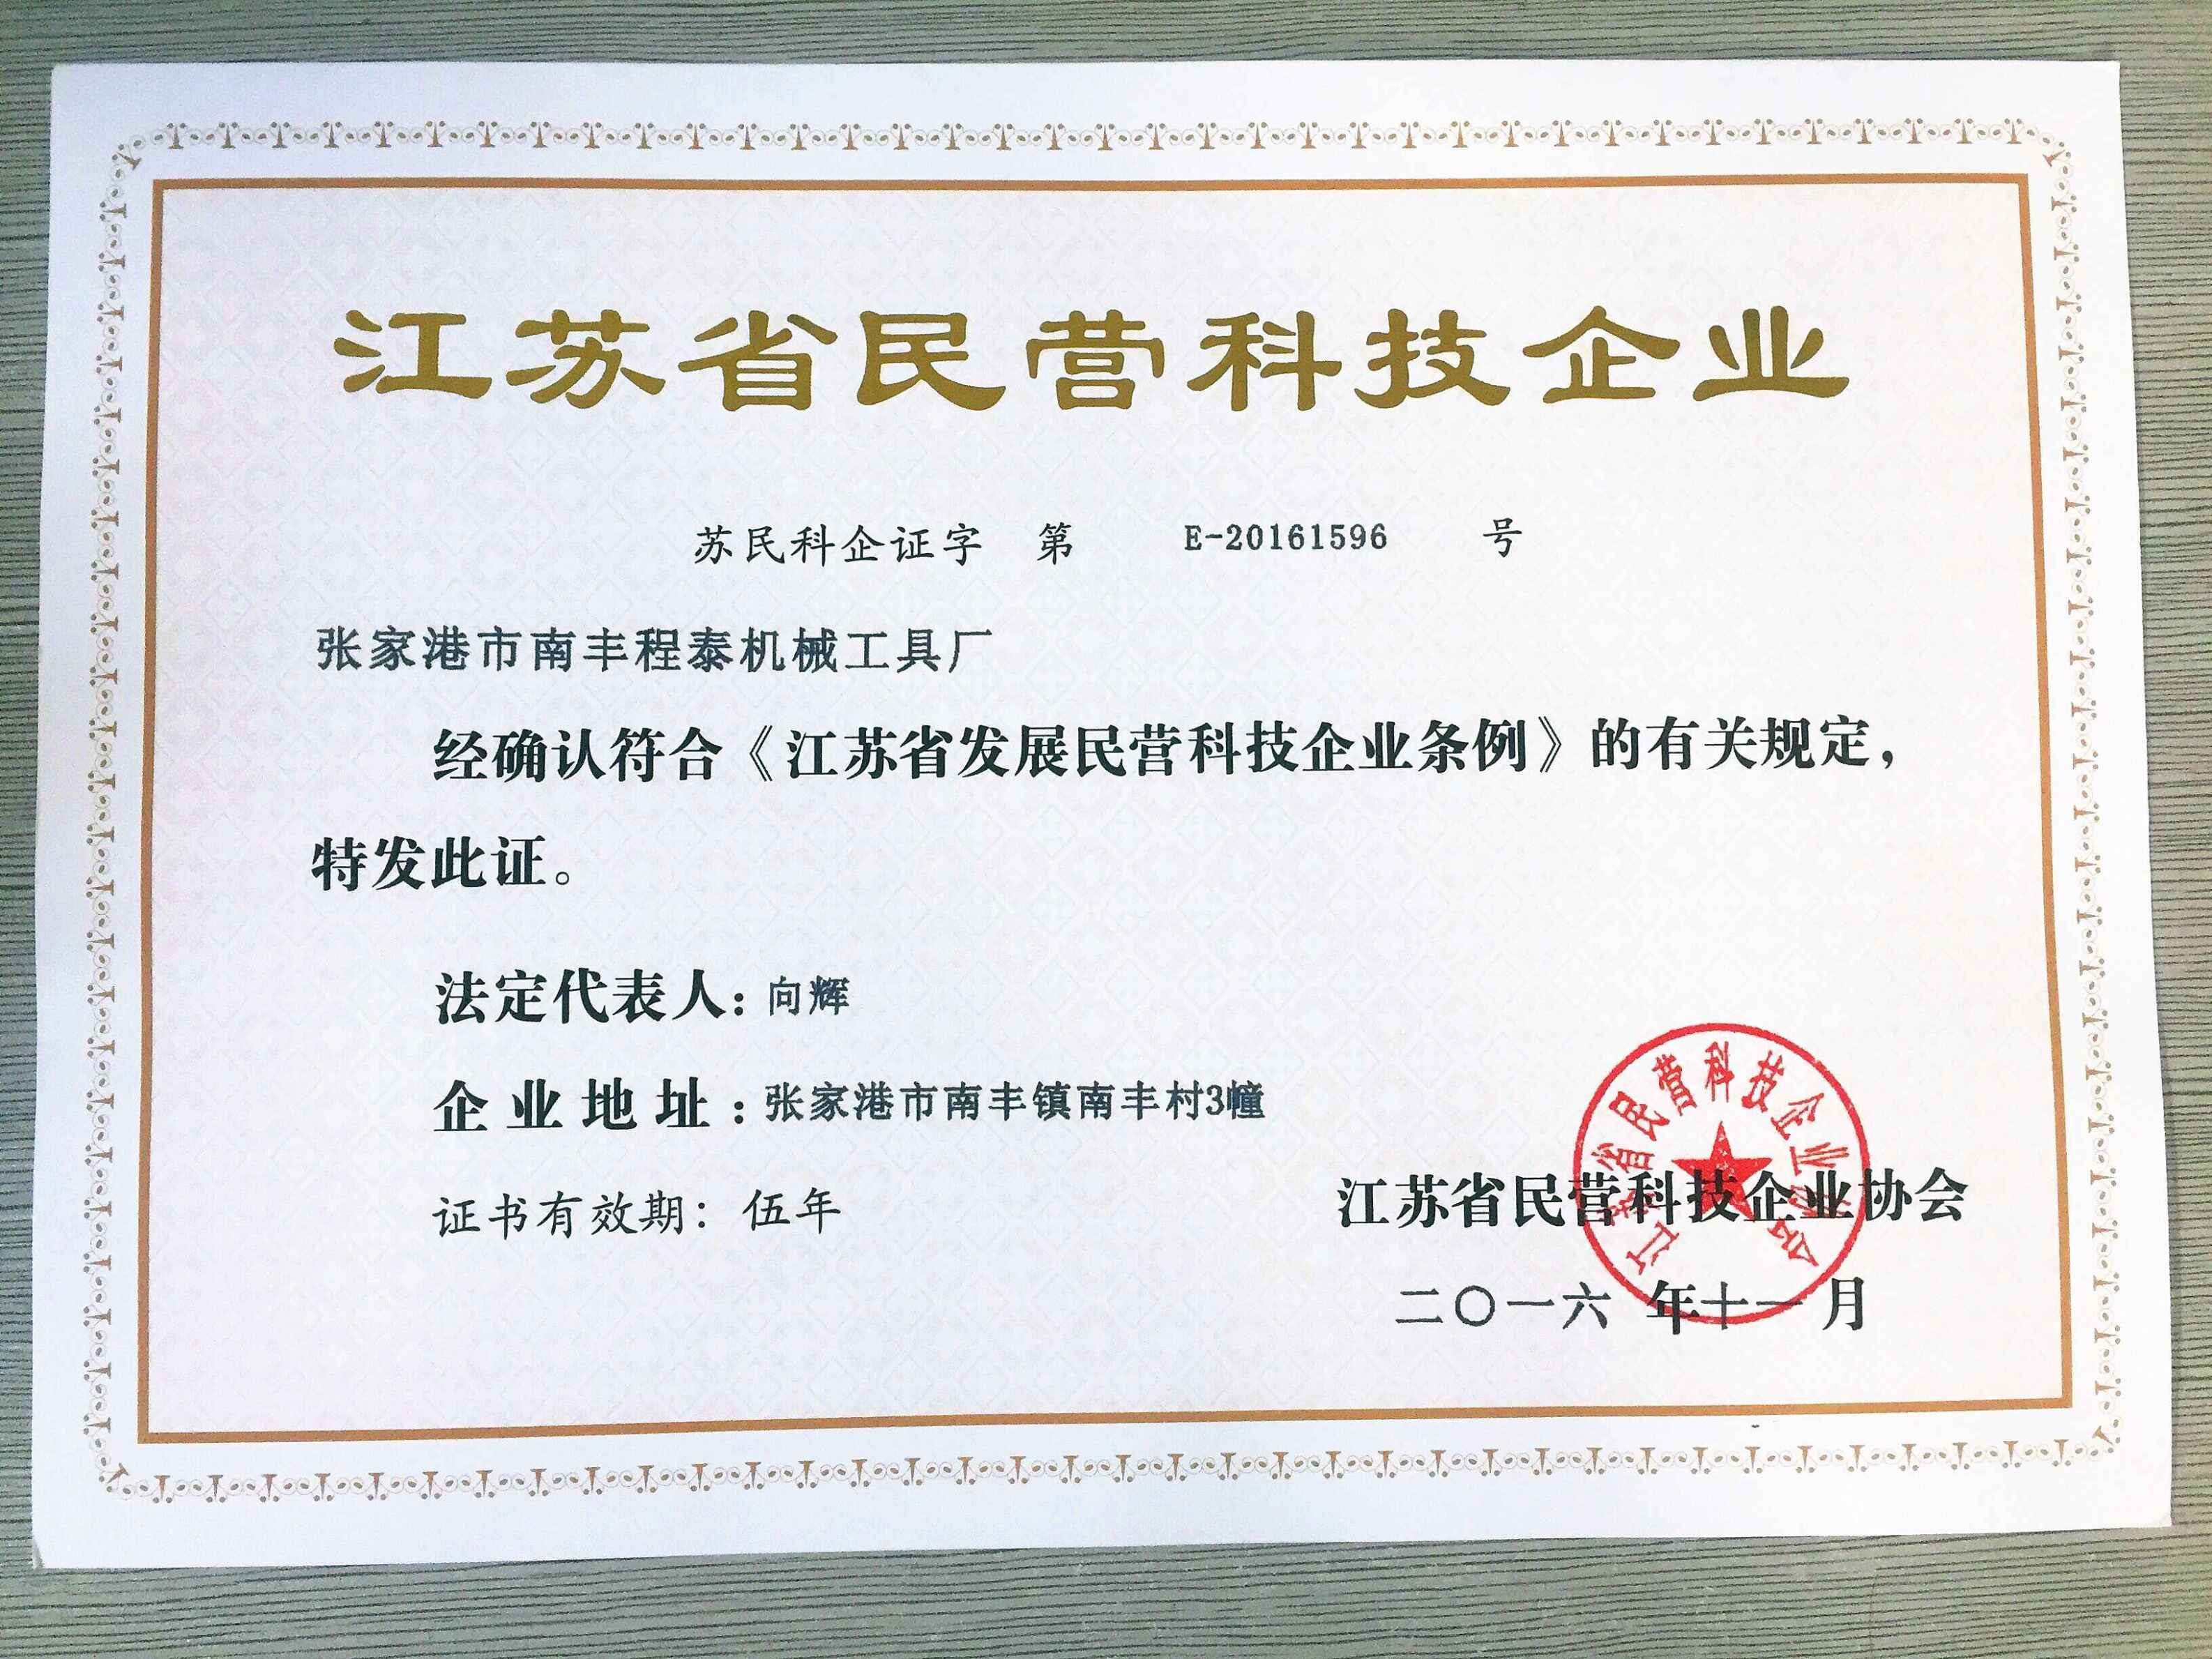 江苏省民营科技企业
苏民科企证字 第 E-20161596 号
张家港市南丰程泰机械工具厂
经确认符合《江苏省发展民营科技企业条例》的有关规定，
特发此证。
法定代表人：向辉
企业地址：张家港市南丰镇南丰村3幢
证书有效期：伍年
江苏省民营科技企业协会
江苏省民营科技企业协会
二〇一六 年十一月